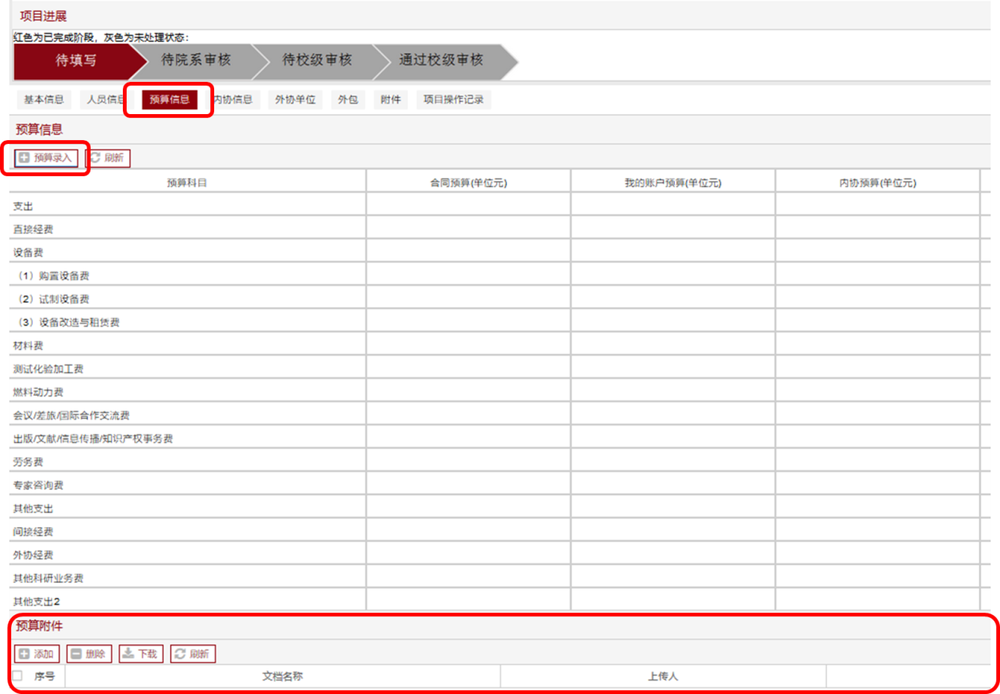 项目进展
红色为已完成阶段，灰色为未处理状态：
待填写 待院系审核 待校级审核 通过校级审核
基本信息 人员信息 预算信息 内协信息 外协单位 外包 附件 项目操作记录
预算信息
预算录入 刷新
预算科目 合同预算(单位元) 我的账户预算(单位元) 内协预算(单位元)
支出
直接经费
设备费
（1）购置设备费
（2）试制设备费
（3）设备改造与租赁费
材料费
测试化验加工费
燃料动力费
会议/差旅/国际合作交流费
出版/文献/信息传播/知识产权事务费
劳务费
专家咨询费
其他支出
间接经费
外协经费
其他科研业务费
其他支出2
预算附件
添加 删除 下载 刷新
序号 文档名称 上传人